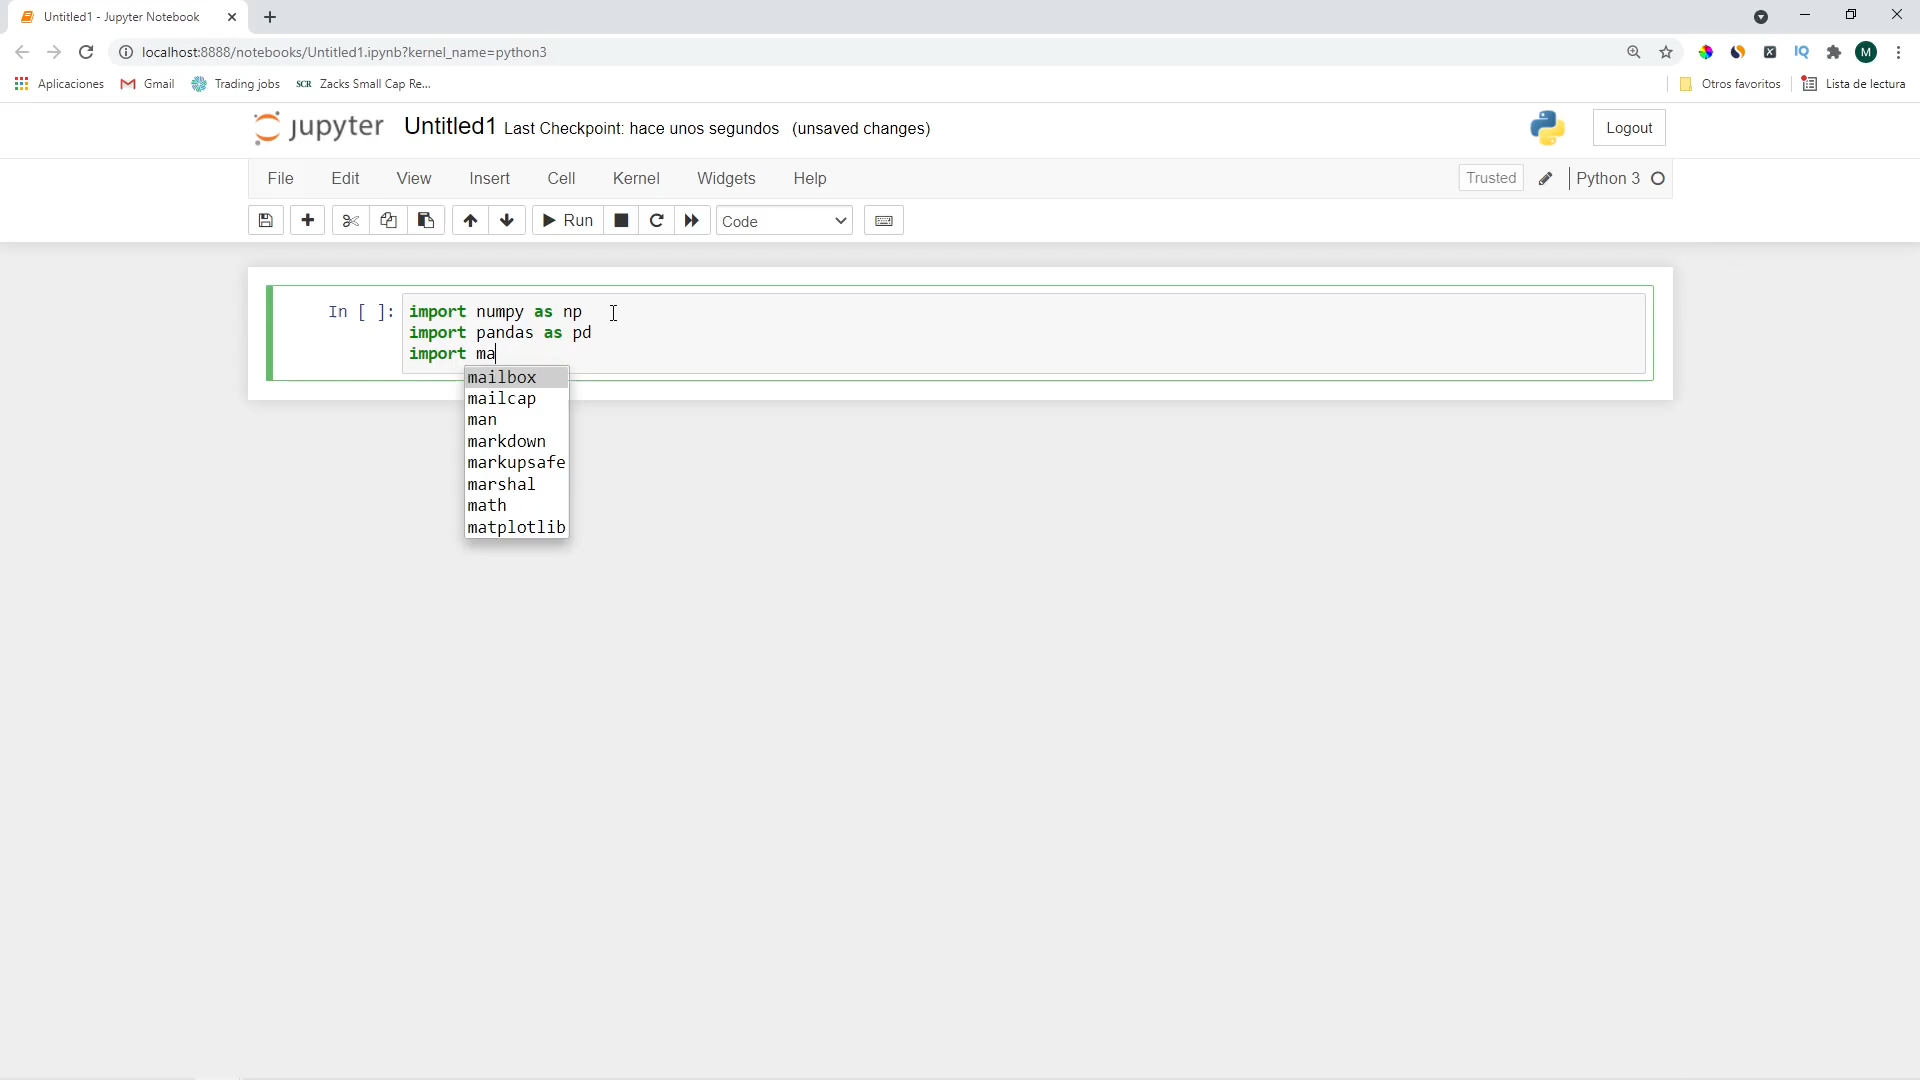 Untitled1 - Jupyter Notebook
localhost:8888/notebooks/Untitled1.ipynb?kernel_name=python3
X
IQ
M
Aplicaciones Gmail Trading jobs SCR Zacks Small Cap Re... Otros favoritos Lista de lectura
jupyter Untitled1 Last Checkpoint: hace unos segundos (unsaved changes) Logout
File Edit View Insert Cell Kernel Widgets Help Trusted Python 3
Run Code
In [ ]: import numpy as np
import pandas as pd
import ma
mailbox
mailcap
man
markdown
markupsafe
marshal
math
matplotlib